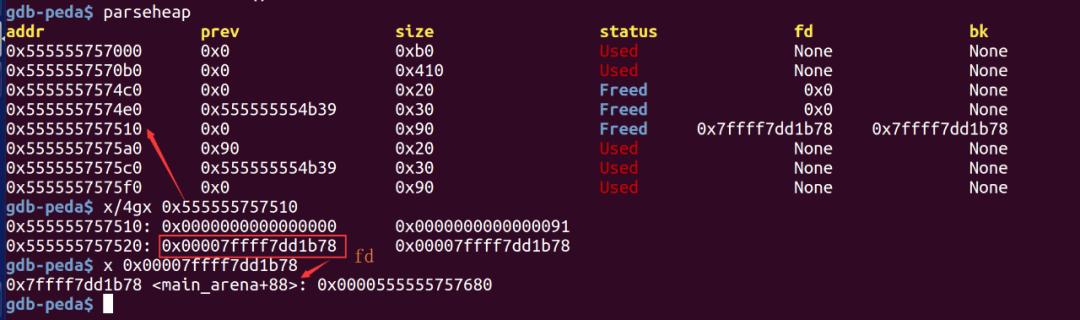 gdb-peda$ parseheap
addr prev size status fd bk
0x555555757000 0x0 0xb0 Used None None
0x5555557570b0 0x0 0x410 Used None None
0x5555557574c0 0x0 0x20 Freed 0x0 None
0x5555557574e0 0x555555554b39 0x30 Freed 0x0 None
0x555555757510 0x0 0x90 Freed 0x7ffff7dd1b78 0x7ffff7dd1b78
0x5555557575a0 0x90 0x20 Used None None
0x5555557575c0 0x555555554b39 0x30 Used None None
0x5555557575f0 0x0 0x90 Used None None
gdb-peda$ x/4gx 0x555555757510
0x555555757510: 0x0000000000000000 0x0000000000000091
0x555555757520: 0x00007ffff7dd1b78 0x00007ffff7dd1b78
gdb-peda$ x 0x00007ffff7dd1b78 fd
0x7ffff7dd1b78 <main_arena+88>: 0x0000555555757680
gdb-peda$